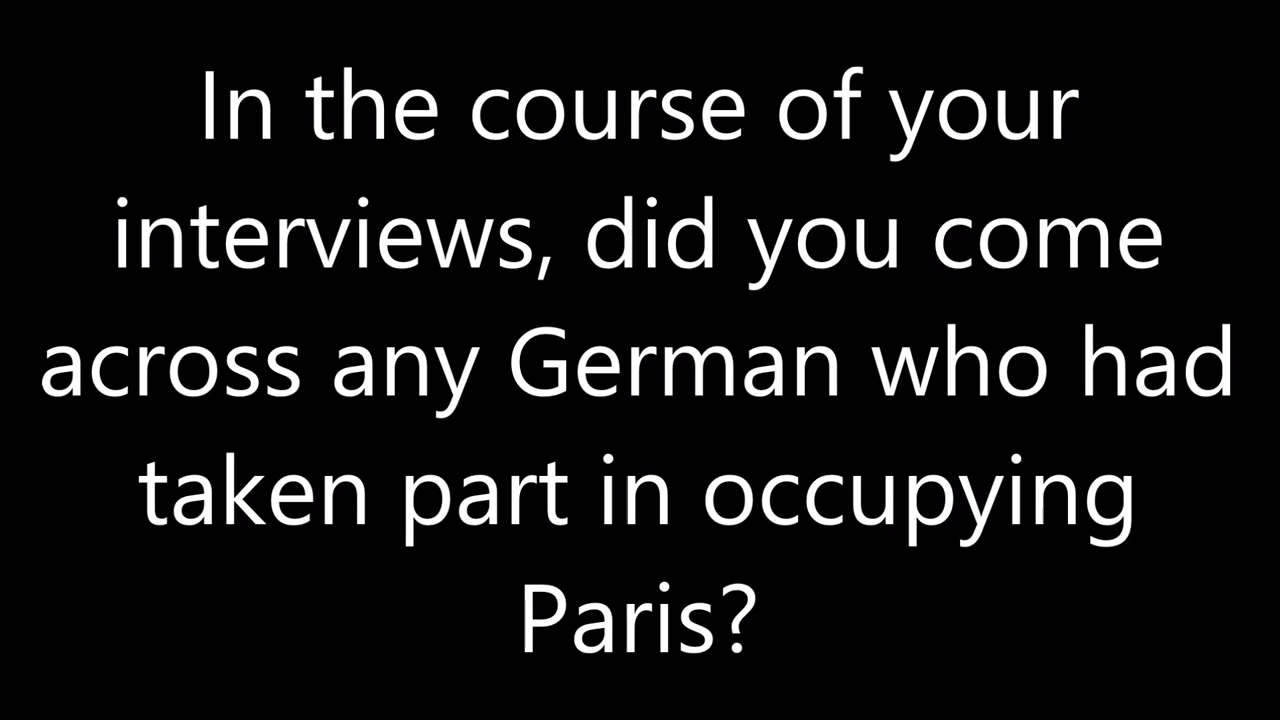 In the course of your
interviews, did you come
across any German who had
taken part in occupying
Paris?